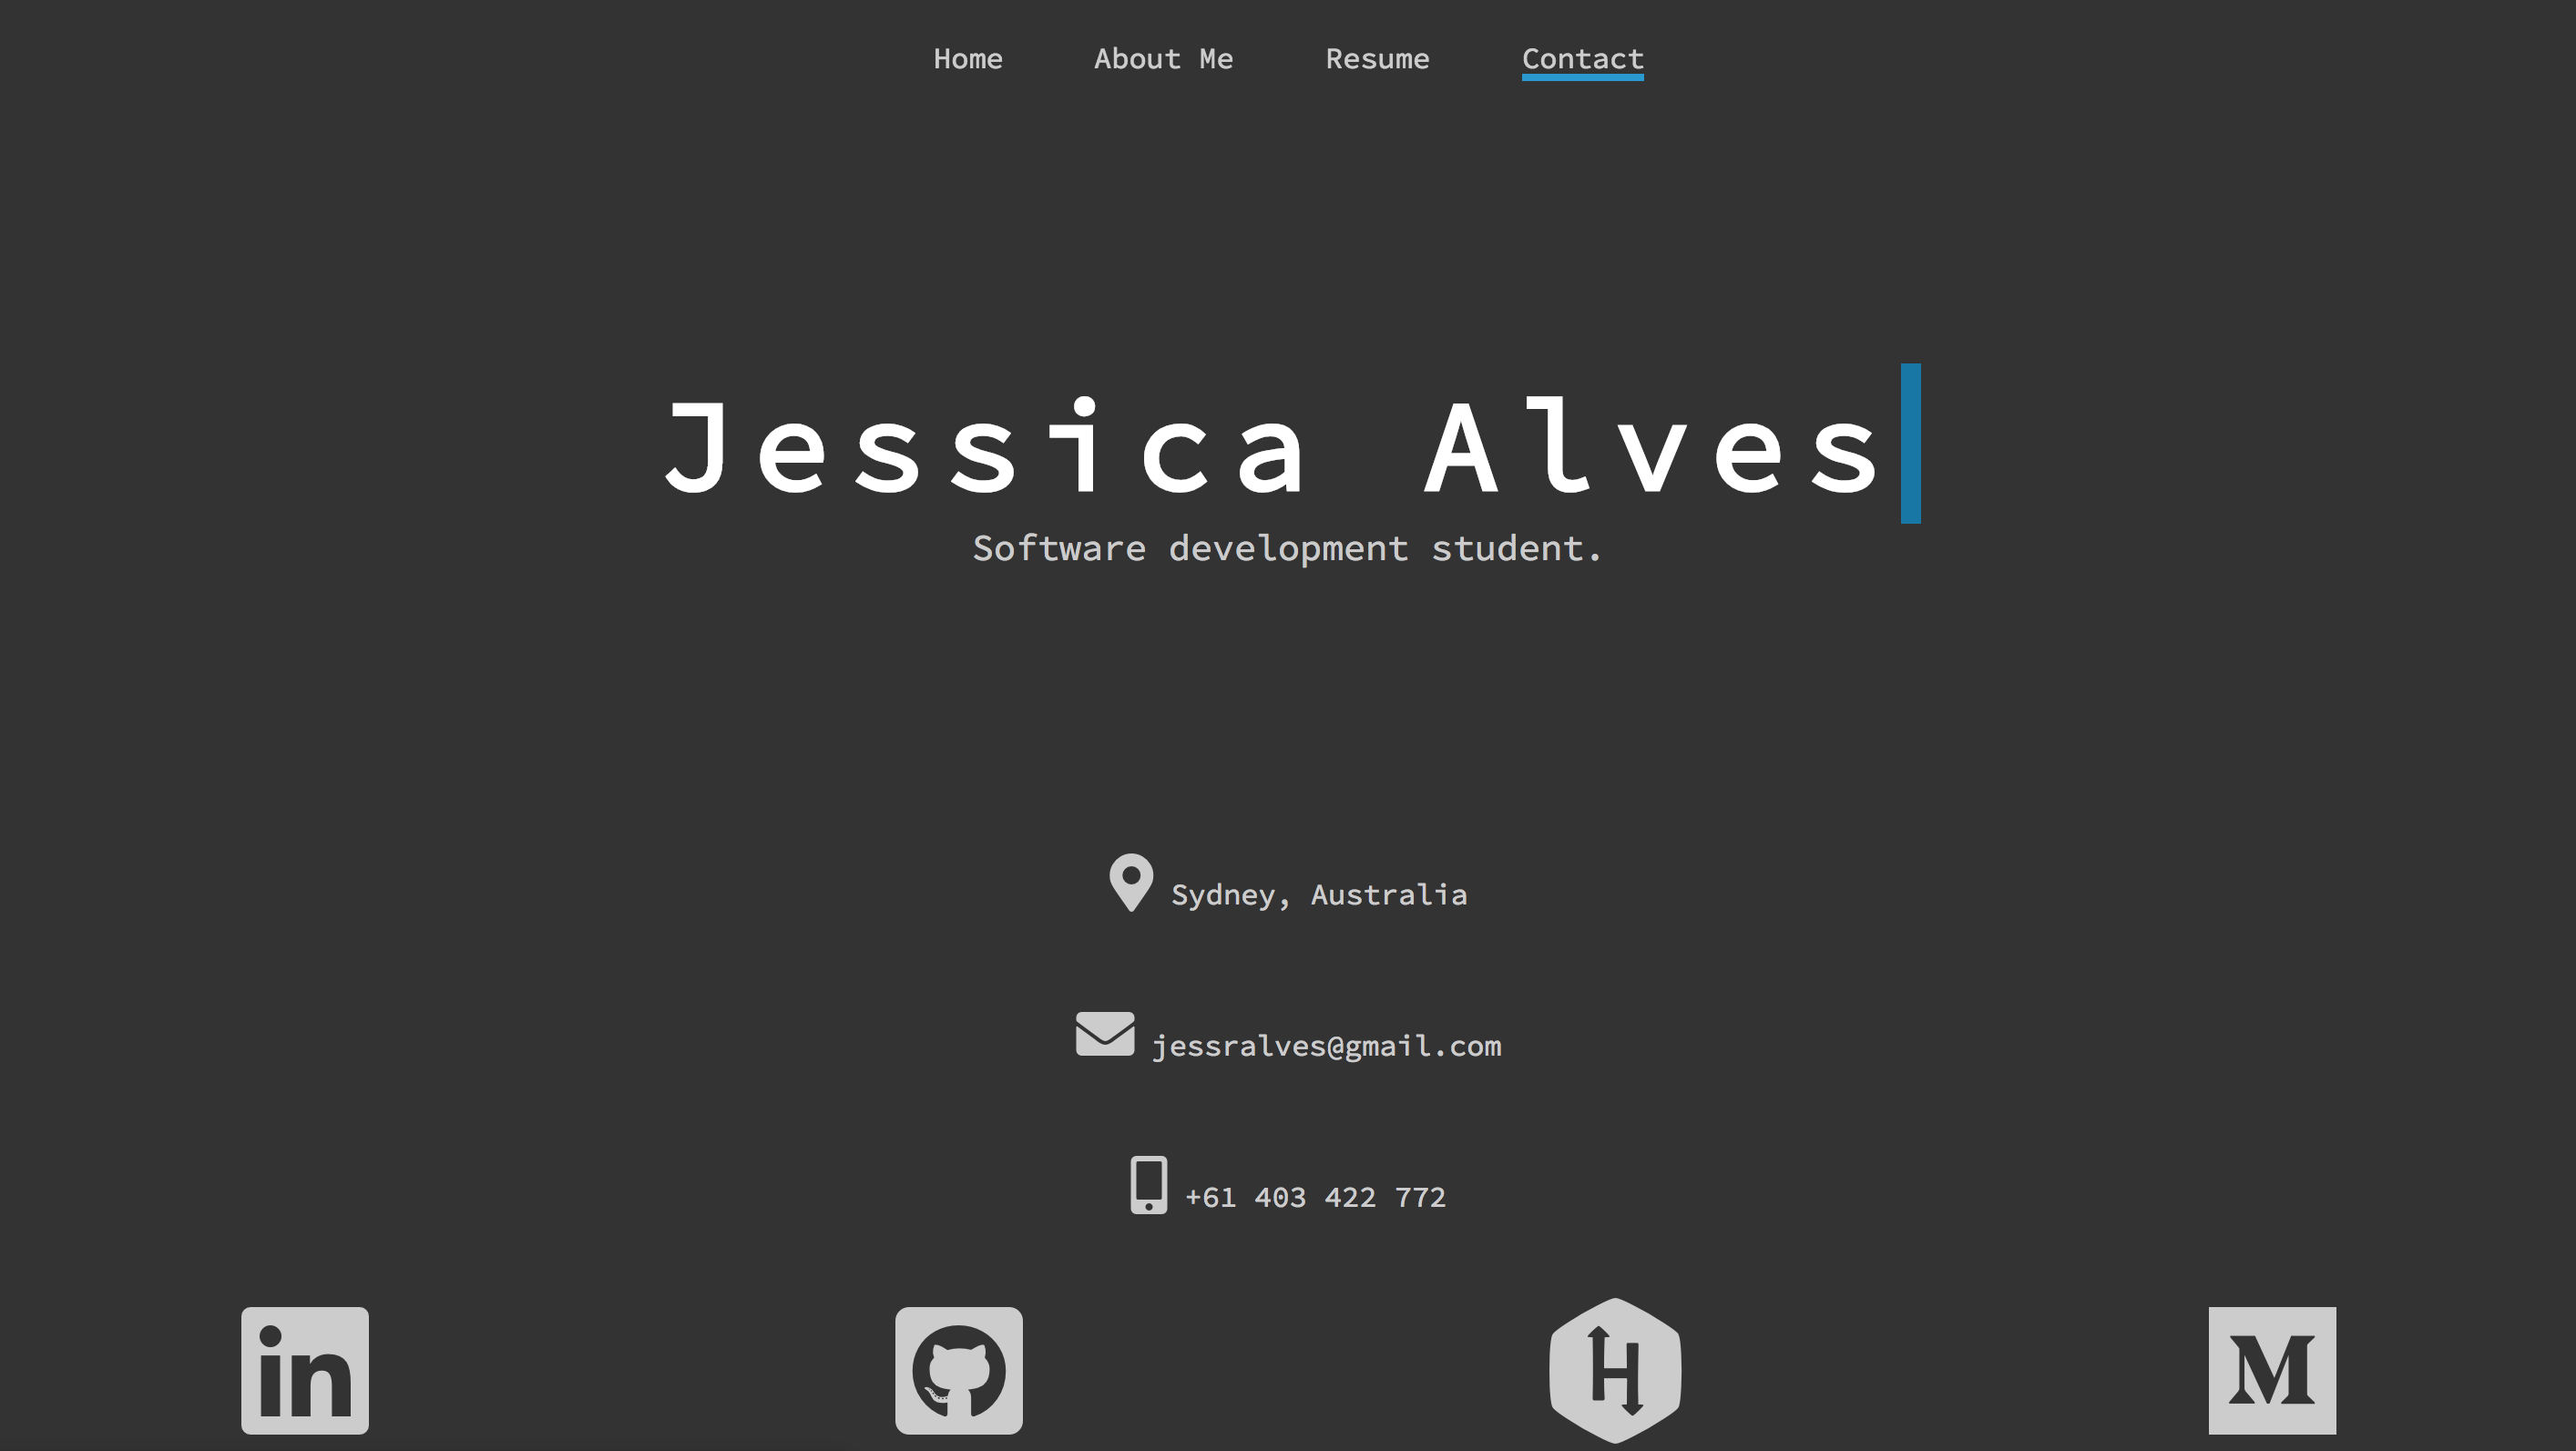 Home About Me Resume Contact
Jessica Alves
Software development student.
Sydney, Australia
jessralves@gmail.com
+61 403 422 772
in H M